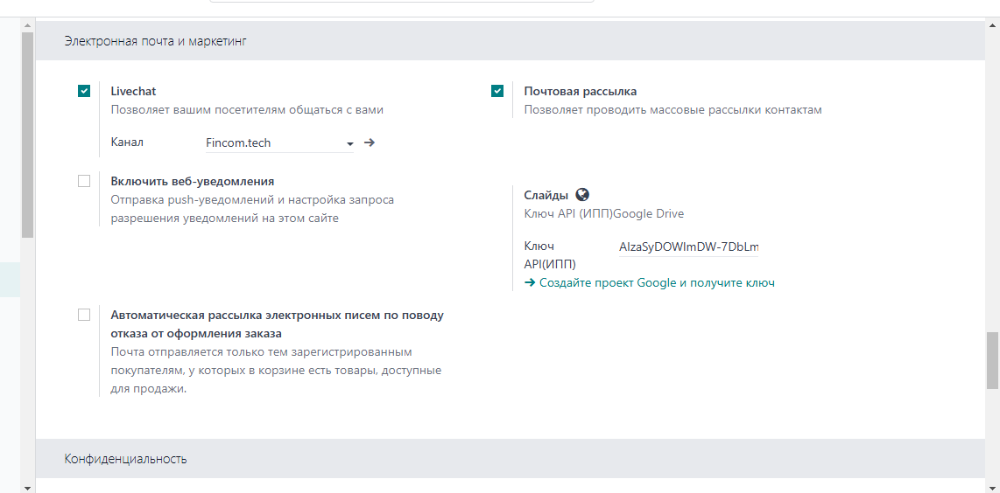 Электронная почта и маркетинг
Livechat
Позволяет вашим посетителям общаться с вами
Канал
Fincom.tech
Включить веб-уведомления
Отправка push-уведомлений и настройка запроса
разрешения уведомлений на этом сайте
Автоматическая рассылка электронных писем по поводу
отказа от оформления заказа
Почта отправляется только тем зарегистрированным
покупателям, у которых в корзине есть товары, доступные
для продажи.
Почтовая рассылка
Позволяет проводить массовые рассылки контактам
Слайды
Ключ API (ИПП)Google Drive
Ключ
API(ИПП)
AIzaSyDOWImDW-7DbLm
Создайте проект Google и получите ключ
Конфиденциальность